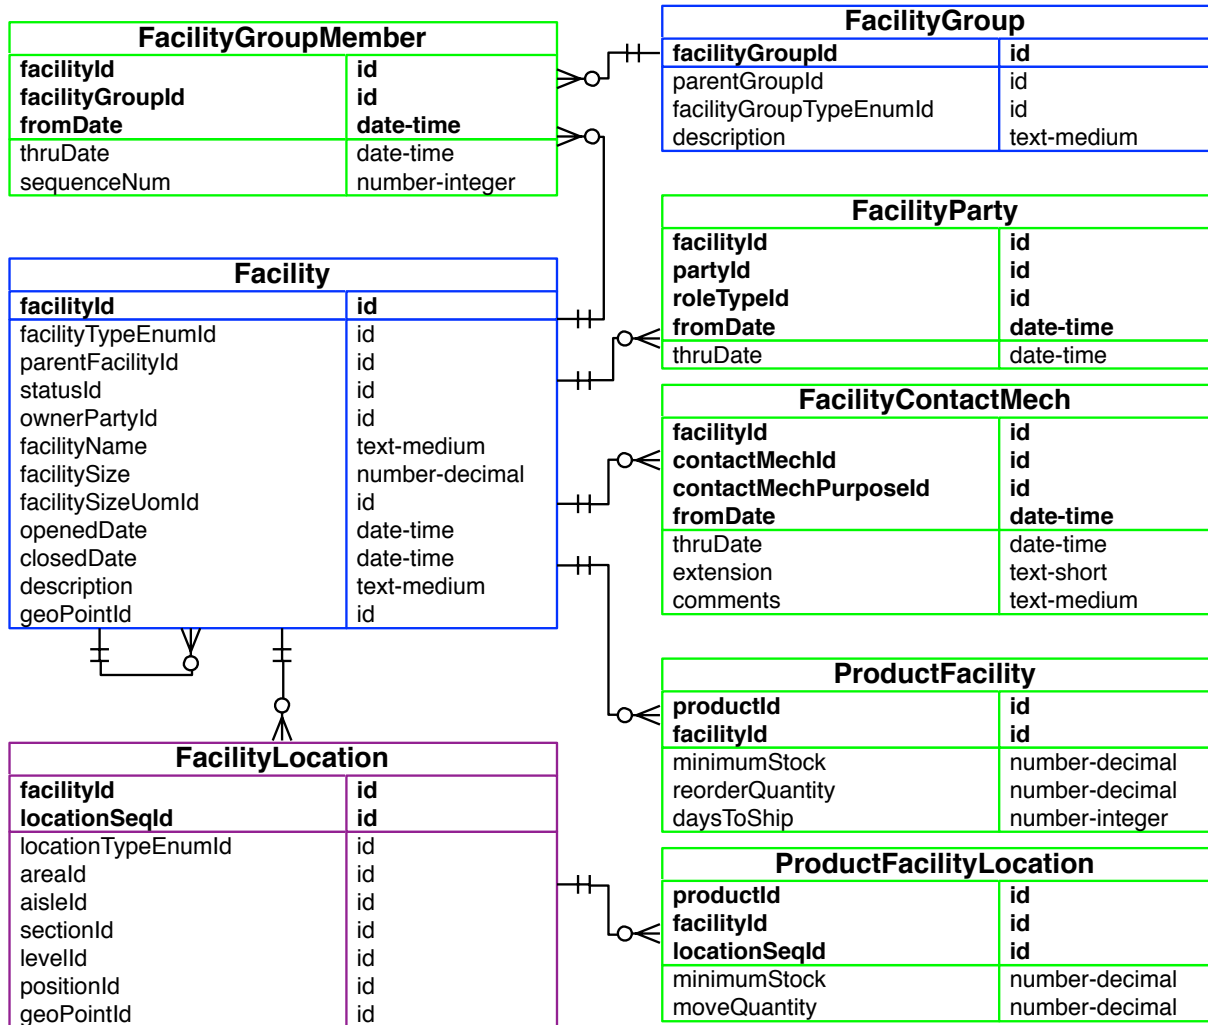 FacilityGroupMember
facilityId id
facilityGroupId id
fromDate date-time
thruDate date-time
sequenceNum number-integer
FacilityGroup
facilityGroupId id
parentGroupId id
facilityGroupTypeEnumId id
description text-medium
Facility
facilityId id
facilityTypeEnumId id
parentFacilityId id
statusId id
ownerPartyId id
facilityName text-medium
facilitySize number-decimal
facilitySizeUomId id
openedDate date-time
closedDate date-time
description text-medium
geoPointId id
FacilityParty
facilityId id
partyId id
roleTypeId id
fromDate date-time
thruDate date-time
FacilityContactMech
facilityId id
contactMechId id
contactMechPurposeId id
fromDate date-time
thruDate date-time
extension text-short
comments text-medium
ProductFacility
productId id
facilityId id
minimumStock number-decimal
reorderQuantity number-decimal
daysToShip number-integer
FacilityLocation
facilityId id
locationSeqId id
locationTypeEnumId id
areaId id
aisleId id
sectionId id
levelId id
positionId id
geoPointId id
ProductFacilityLocation
productId id
facilityId id
locationSeqId id
minimumStock number-decimal
moveQuantity number-decimal